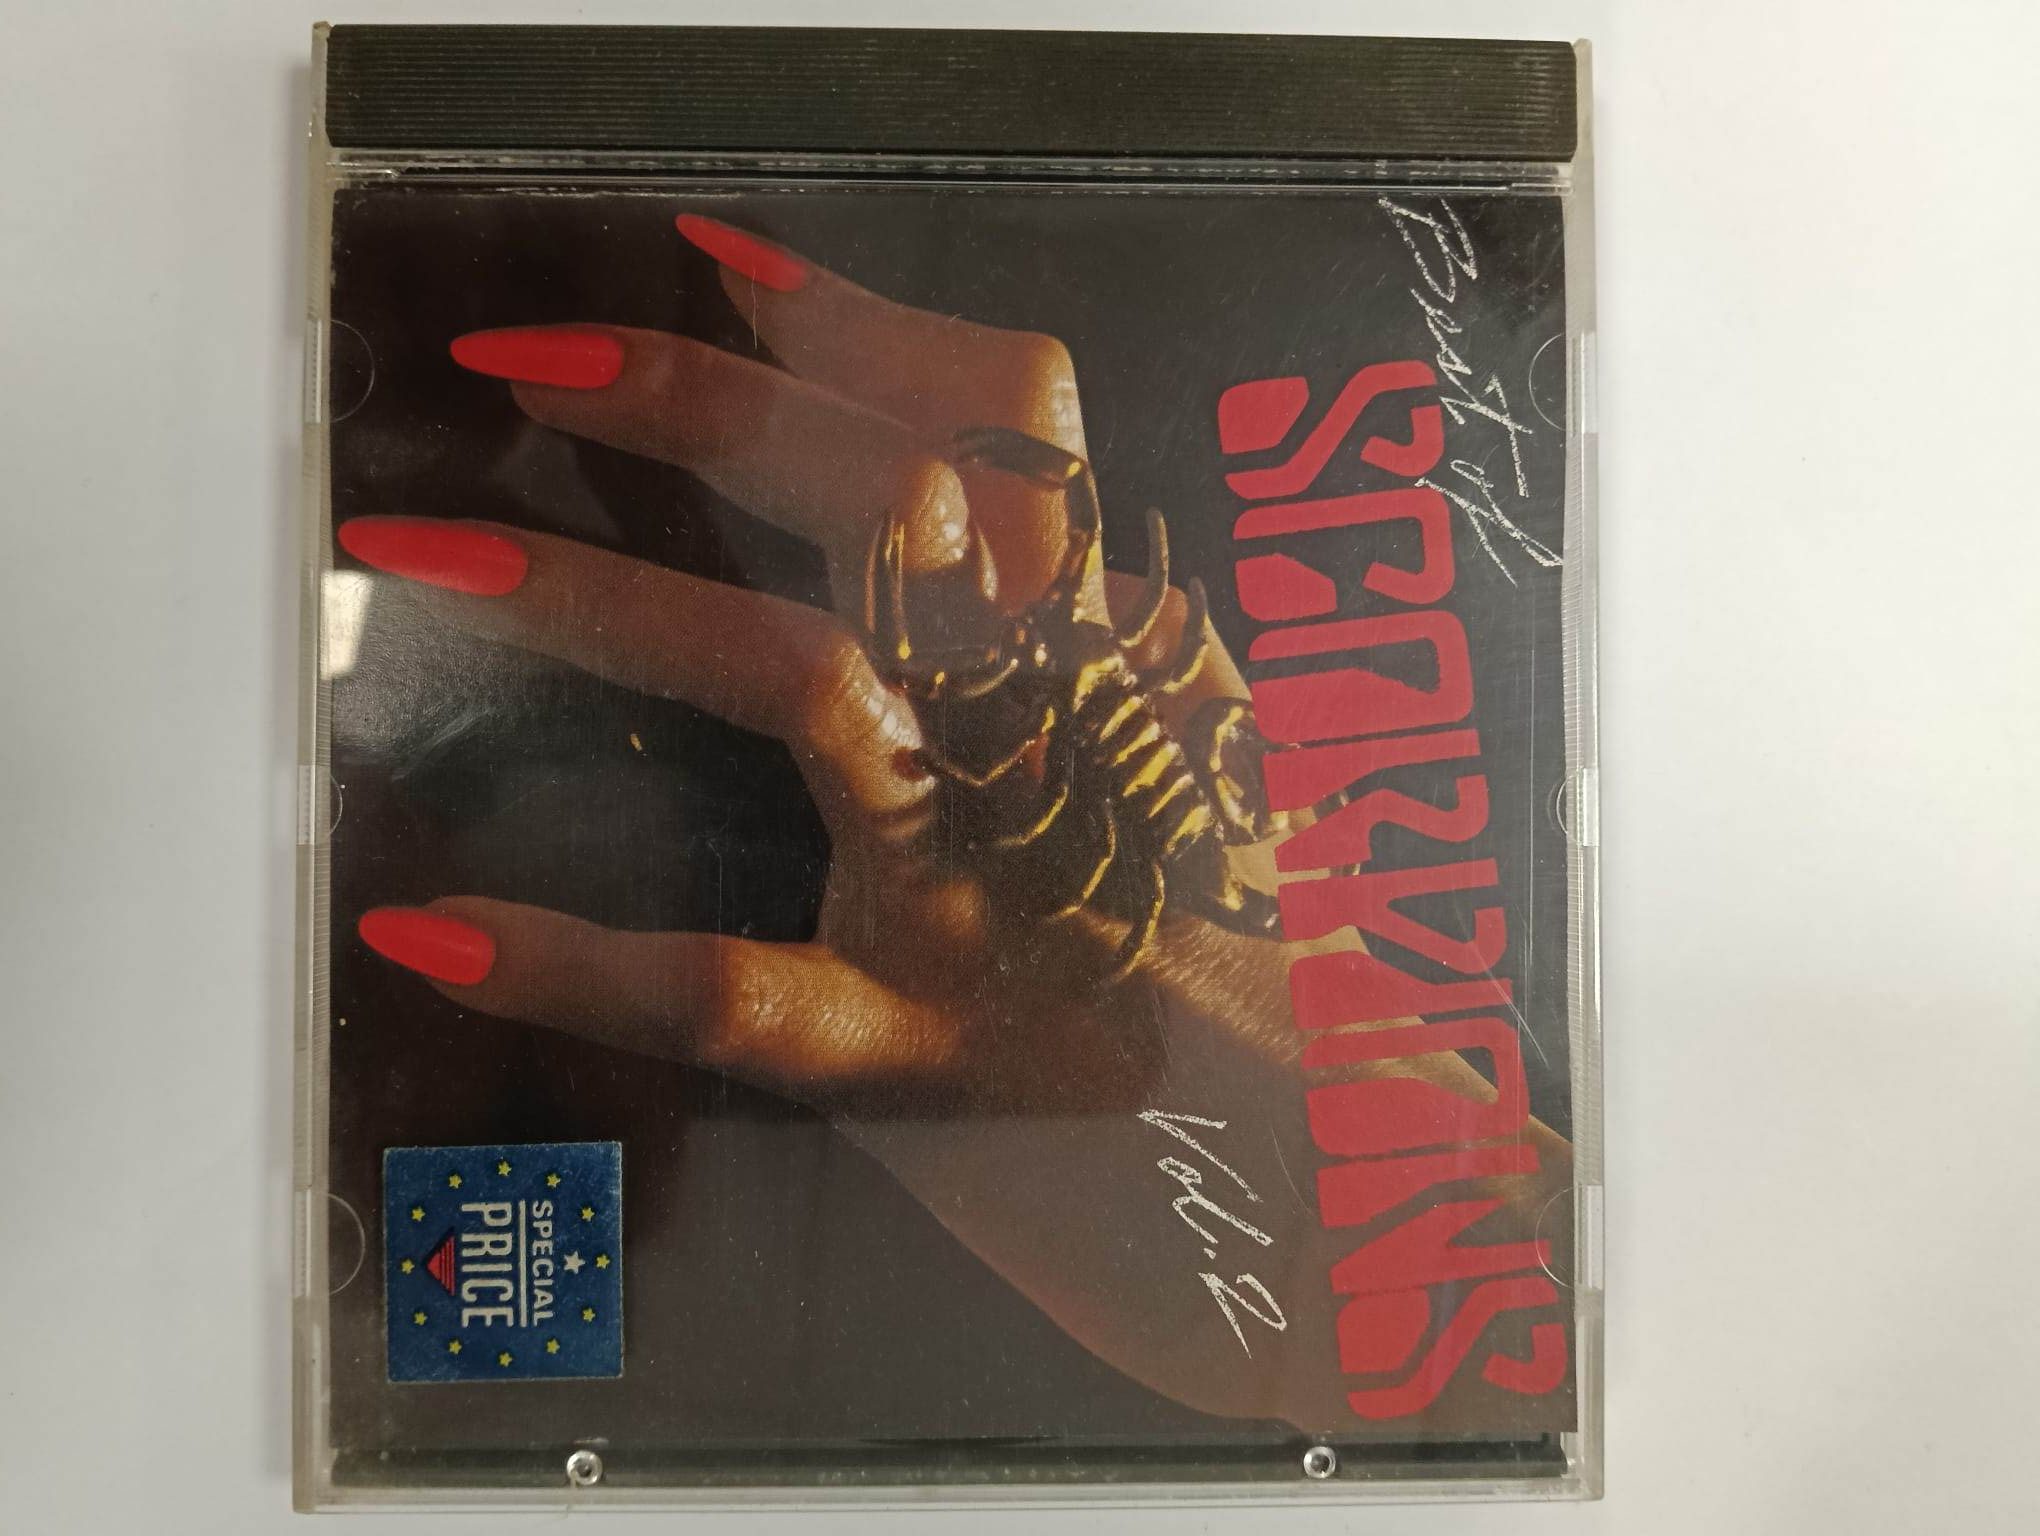 Best of
SCORPIONS
Vol. 2
SPECIAL
PRICE